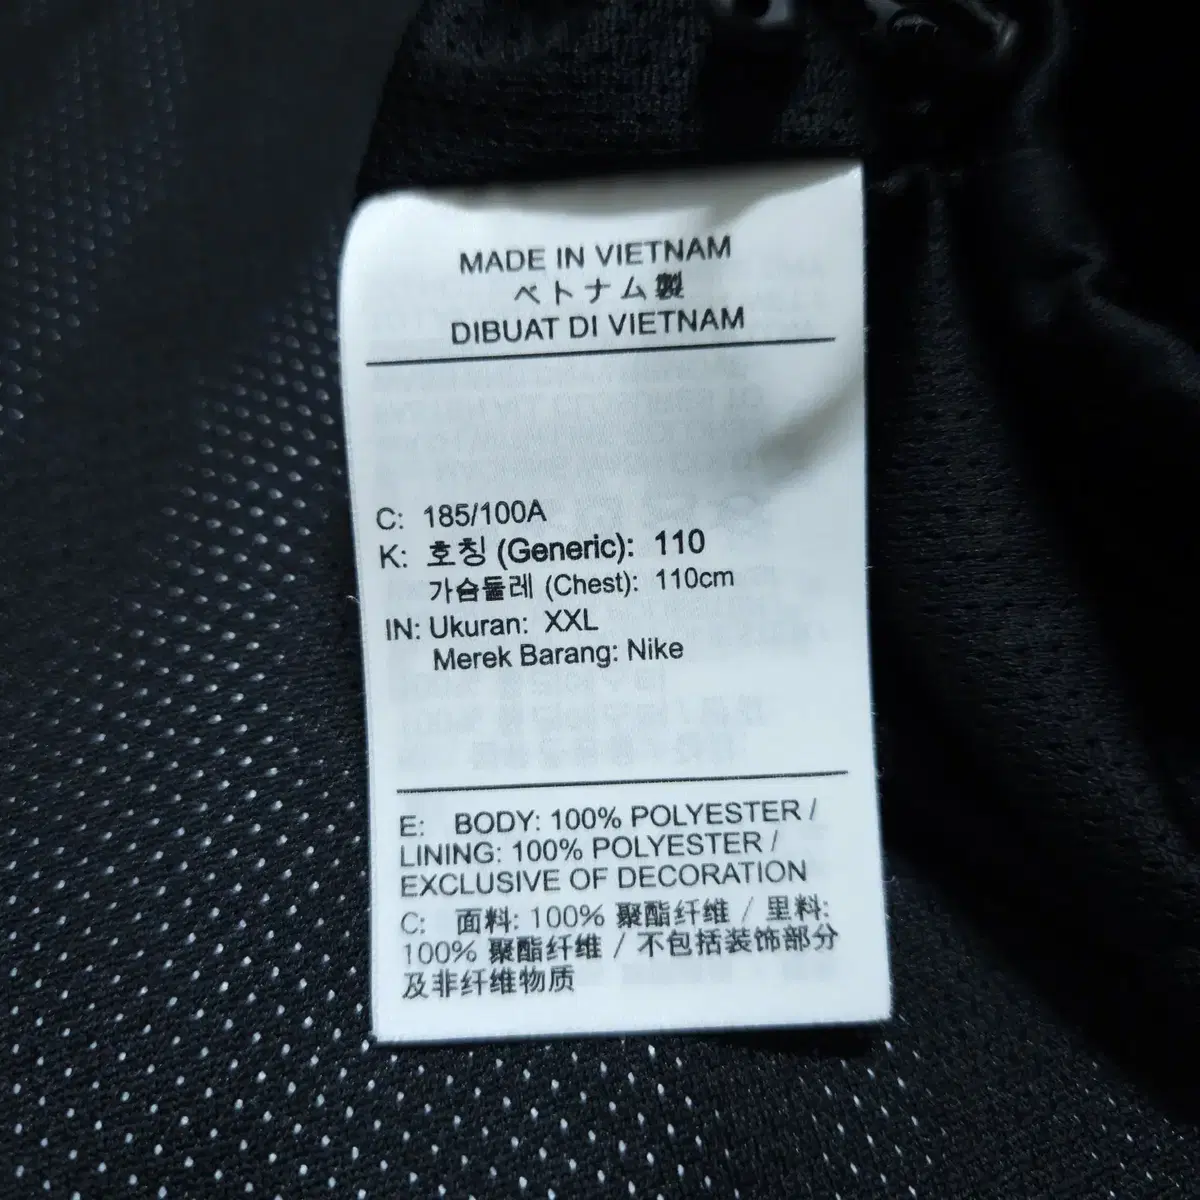 MADE IN VIETNAM
ベトナム製
DIBUAT DI VIETNAM
C: 185/100A
K: 호칭 (Generic): 110
가슴둘레 (Chest): 110cm
IN: Ukuran: XXL
Merek Barang: Nike
E: BODY: 100% POLYESTER /
LINING: 100% POLYESTER /
EXCLUSIVE OF DECORATION
C: 面料: 100% 聚酯纤维 / 里料:
100% 聚酯纤维 / 不包括装饰部分
及非纤维物质